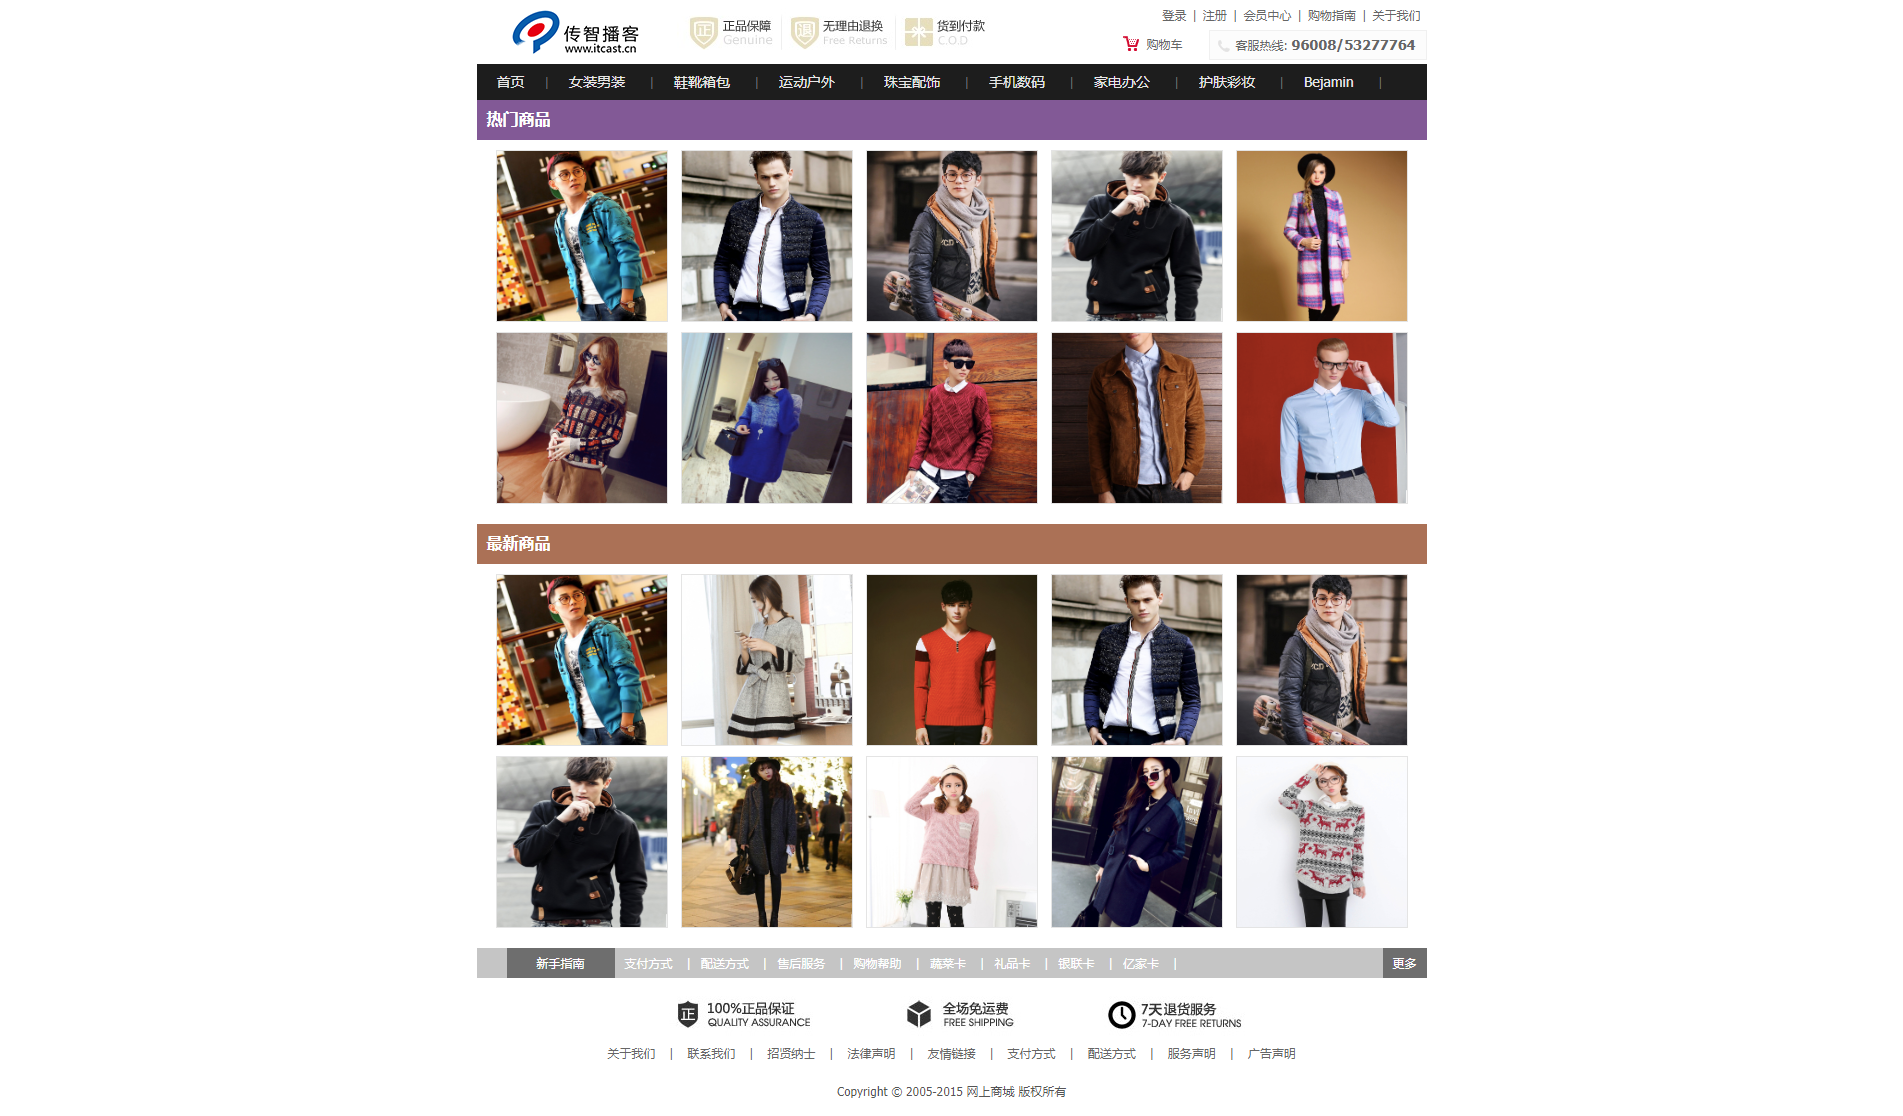 传智播客
www.itcast.cn
正 正品保障
Genuine
退 无理由退换
Free Returns
货到付款
C.O.D
登录 | 注册 | 会员中心 | 购物指南 | 关于我们
购物车
客服热线: 96008/53277764
首页 | 女装男装 | 鞋靴箱包 | 运动户外 | 珠宝配饰 | 手机数码 | 家电办公 | 护肤彩妆 | Bejamin |
热门商品
最新商品
新手指南 支付方式 | 配送方式 | 售后服务 | 购物帮助 | 蔬菜卡 | 礼品卡 | 银联卡 | 亿家卡 | 更多
正 100%正品保证
QUALITY ASSURANCE
全场免运费
FREE SHIPPING
7天退货服务
7-DAY FREE RETURNS
关于我们 | 联系我们 | 招贤纳士 | 法律声明 | 友情链接 | 支付方式 | 配送方式 | 服务声明 | 广告声明
Copyright © 2005-2015 网上商城 版权所有